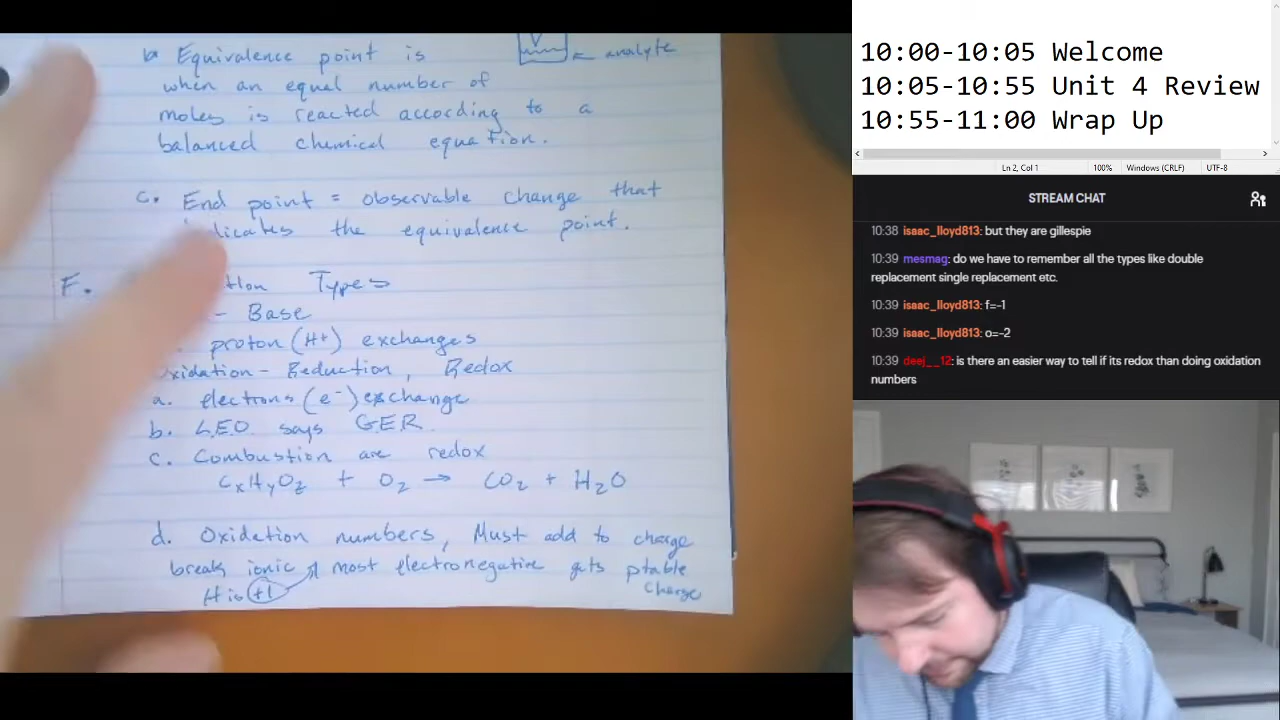 b. Equivalence point is
← analyte
when an equal number of
moles is reacted according to a
balanced chemical equation.
c. End point = observable change that
the equivalence point.
F. Types
- Base
proton (H+) exchanges
Oxidation - Reduction, Redox
a. electrons (e⁻) exchange
b. L.E.O says G.E.R.
c. Combustion are redox
CxHyOz + O2 → CO2 + H2O
d. Oxidation numbers, Must add to charge
break ionic most electronegative gets ptable
H is +1 charge
10:00-10:05 Welcome
10:05-10:55 Unit 4 Review
10:55-11:00 Wrap Up
Ln 2, Col 1 100% Windows (CRLF) UTF-8
STREAM CHAT
10:38 isaac_lloyd813: but they are gillespie
10:39 mesmag: do we have to remember all the types like double
replacement single replacement etc.
10:39 isaac_lloyd813: f=-1
10:39 isaac_lloyd813: o=-2
10:39 deej__12: is there an easier way to tell if its redox than doing oxidation
numbers